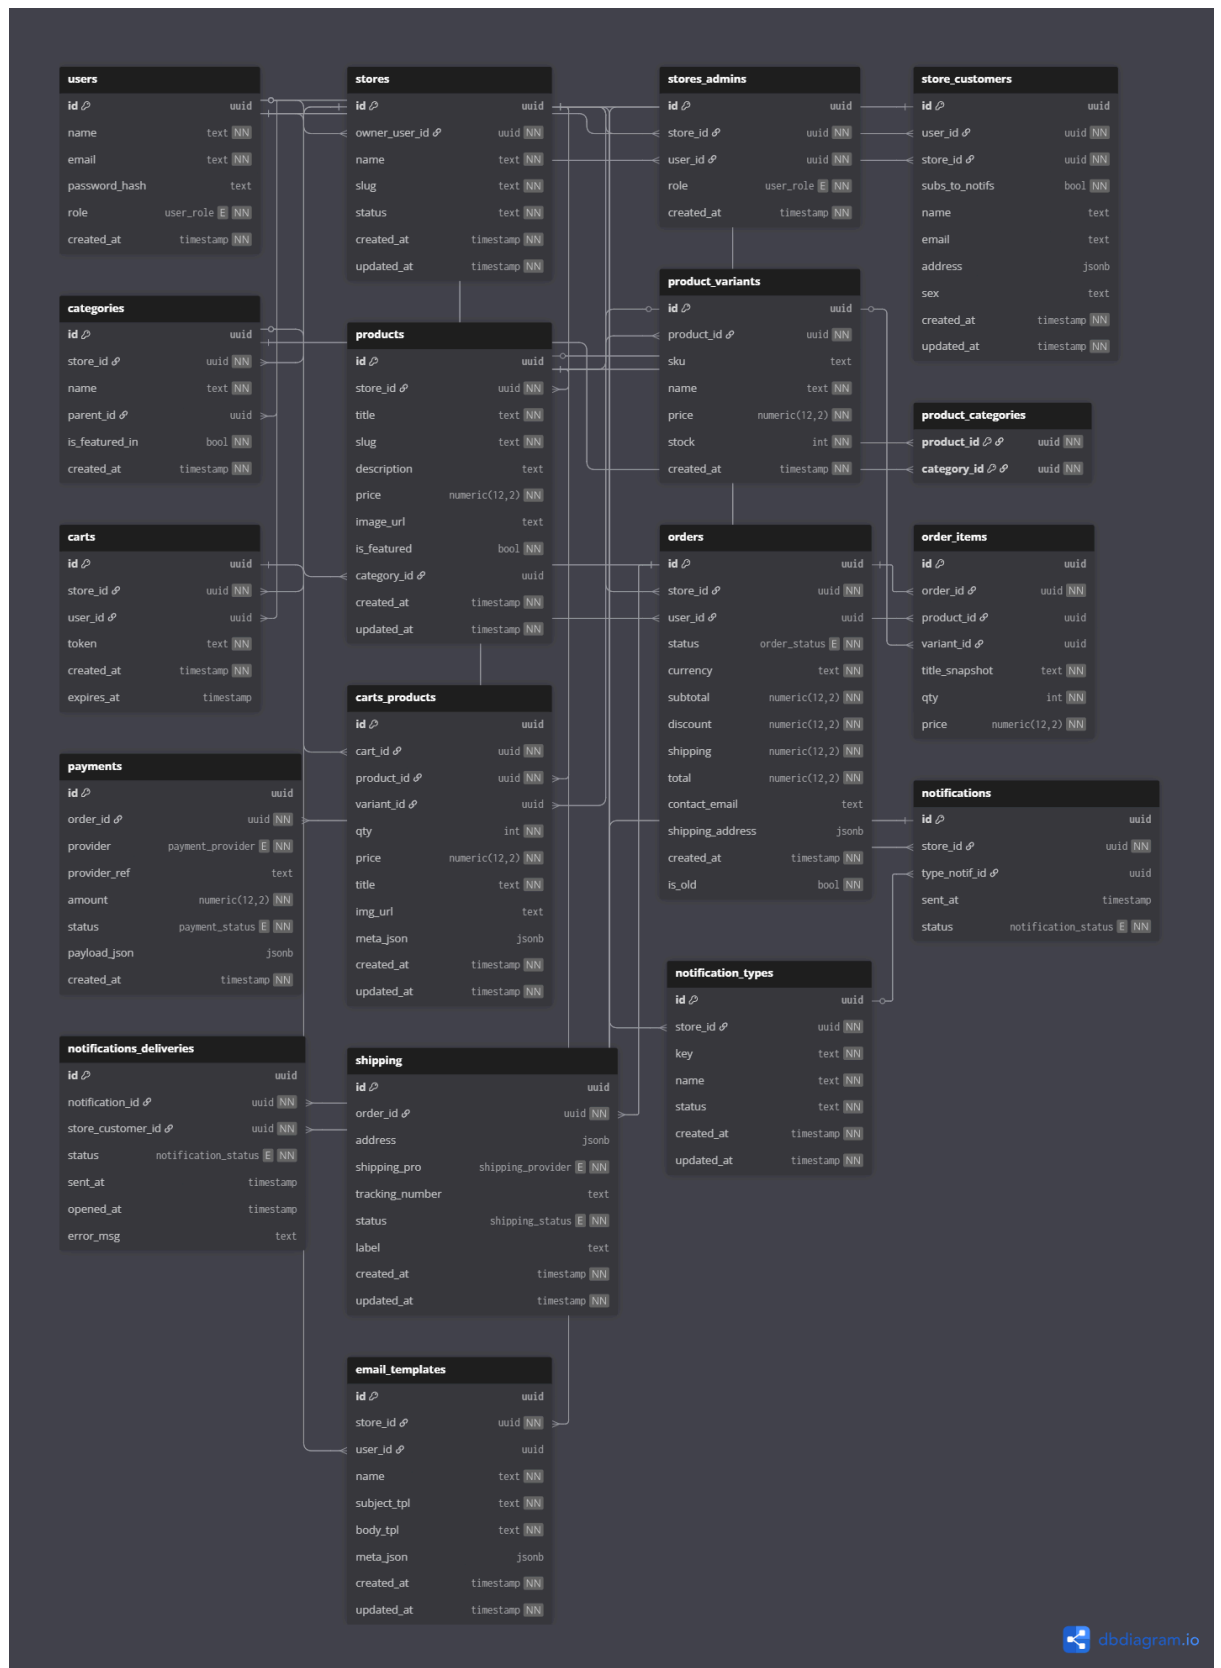 users
id uuid
name text NN
email text NN
password_hash text
role user_role E NN
created_at timestamp NN
stores
id uuid
owner_user_id uuid NN
name text NN
slug text NN
status text NN
created_at timestamp NN
updated_at timestamp NN
stores_admins
id uuid
store_id uuid NN
user_id uuid NN
role user_role E NN
created_at timestamp NN
store_customers
id uuid
user_id uuid NN
store_id uuid NN
subs_to_notifs bool NN
name text
email text
address jsonb
sex text
created_at timestamp NN
updated_at timestamp NN
categories
id uuid
store_id uuid NN
name text NN
parent_id uuid
is_featured_in bool NN
created_at timestamp NN
products
id uuid
store_id uuid NN
title text NN
slug text NN
description text
price numeric(12,2) NN
image_url text
is_featured bool NN
category_id uuid
created_at timestamp NN
updated_at timestamp NN
product_variants
id uuid
product_id uuid NN
sku text
name text NN
price numeric(12,2) NN
stock int NN
created_at timestamp NN
product_categories
product_id uuid NN
category_id uuid NN
carts
id uuid
store_id uuid NN
user_id uuid
token text NN
created_at timestamp NN
expires_at timestamp
orders
id uuid
store_id uuid NN
user_id uuid
status order_status E NN
currency text NN
subtotal numeric(12,2) NN
discount numeric(12,2) NN
shipping numeric(12,2) NN
total numeric(12,2) NN
contact_email text
shipping_address jsonb
created_at timestamp NN
is_old bool NN
order_items
id uuid
order_id uuid NN
product_id uuid
variant_id uuid
title_snapshot text NN
qty int NN
price numeric(12,2) NN
carts_products
id uuid
cart_id uuid NN
product_id uuid NN
variant_id uuid
qty int NN
price numeric(12,2) NN
title text NN
img_url text
meta_json jsonb
created_at timestamp NN
updated_at timestamp NN
payments
id uuid
order_id uuid NN
provider payment_provider E NN
provider_ref text
amount numeric(12,2) NN
status payment_status E NN
payload_json jsonb
created_at timestamp NN
notifications
id uuid
store_id uuid NN
type_notif_id uuid
sent_at timestamp
status notification_status E NN
notification_types
id uuid
store_id uuid NN
key text NN
name text NN
status text NN
created_at timestamp NN
updated_at timestamp NN
notifications_deliveries
id uuid
notification_id uuid NN
store_customer_id uuid NN
status notification_status E NN
sent_at timestamp
opened_at timestamp
error_msg text
shipping
id uuid
order_id uuid NN
address jsonb
shipping_pro shipping_provider E NN
tracking_number text
status shipping_status E NN
label text
created_at timestamp NN
updated_at timestamp NN
email_templates
id uuid
store_id uuid NN
user_id uuid
name text NN
subject_tpl text NN
body_tpl text NN
meta_json jsonb
created_at timestamp NN
updated_at timestamp NN
dbdiagram.io